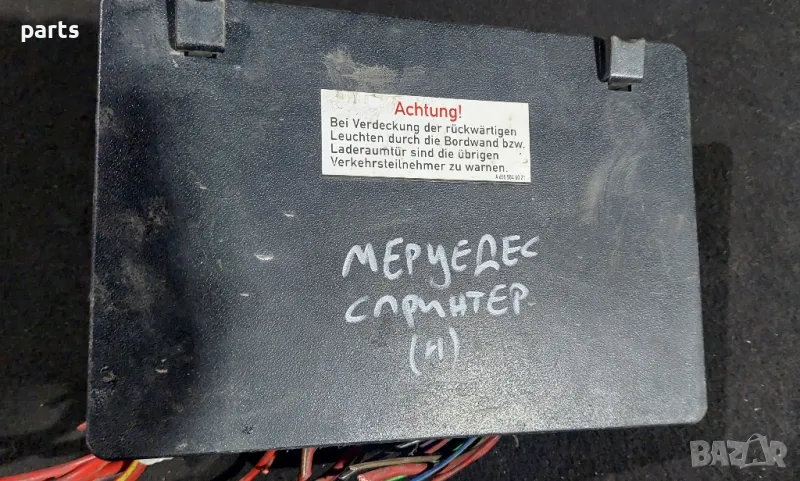 parts
Achtung!
Bei Verdeckung der rückwärtigen
Leuchten durch die Bordwand bzw.
Laderaumtür sind die übrigen
Verkehrsteilnehmer zu warnen.
МЕРЦЕДЕС
СПРИНТЕР
(Н)
BAZAR